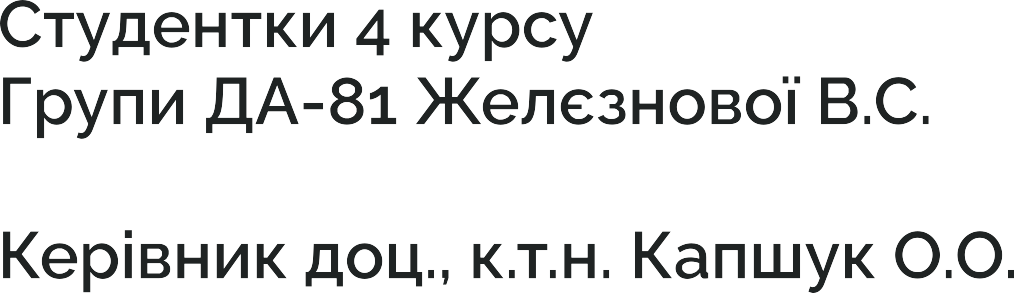 Студентки 4 курсу
Групи ДА-81 Желєзнової В.С.
Керівник доц., к.т.н. Капшук О.О.